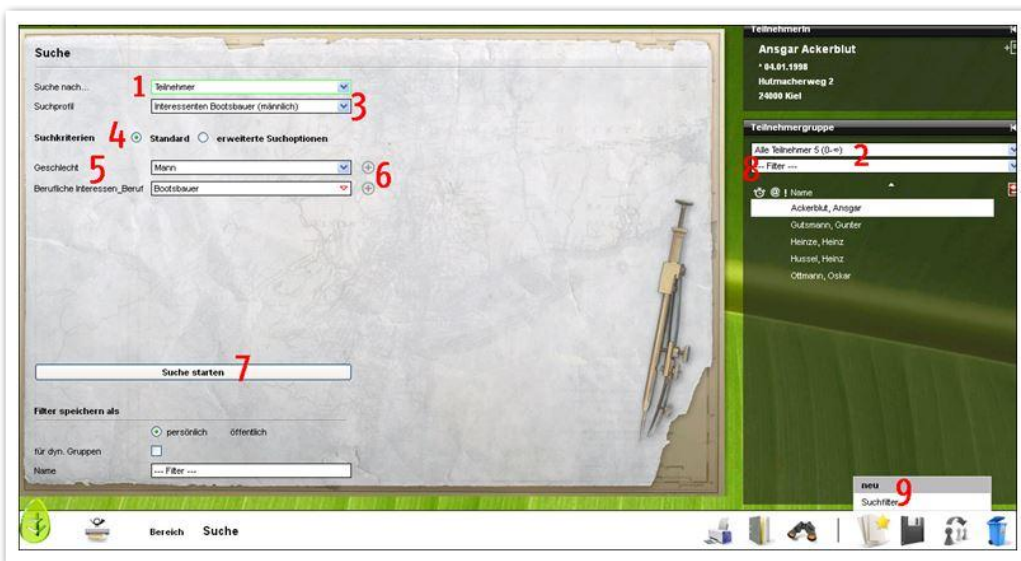 Suche
Suche nach... 1 Teilnehmer
Suchprofil Interessenten Bootsbauer (männlich) 3
Suchkriterien 4 Standard erweiterte Suchoptionen
Geschlecht 5 Mann
Berufliche Interessen_Beruf Bootsbauer 6
Suche starten 7
Filter speichern als
persönlich öffentlich
für dyn. Gruppen
Name --- Filter ---
TeilnehmerIn
Ansgar Ackerblut
* 04.01.1998
Hutmacherweg 2
24000 Kiel
Teilnehmergruppe
Alle Teilnehmer 5 (0-∞) 2
8 --- Filter ---
@ ! Name
Ackerblut, Ansgar
Gutsmann, Gunter
Heinze, Heinz
Hussel, Heinz
Ottmann, Oskar
neu
Suchfilter 9
Bereich Suche